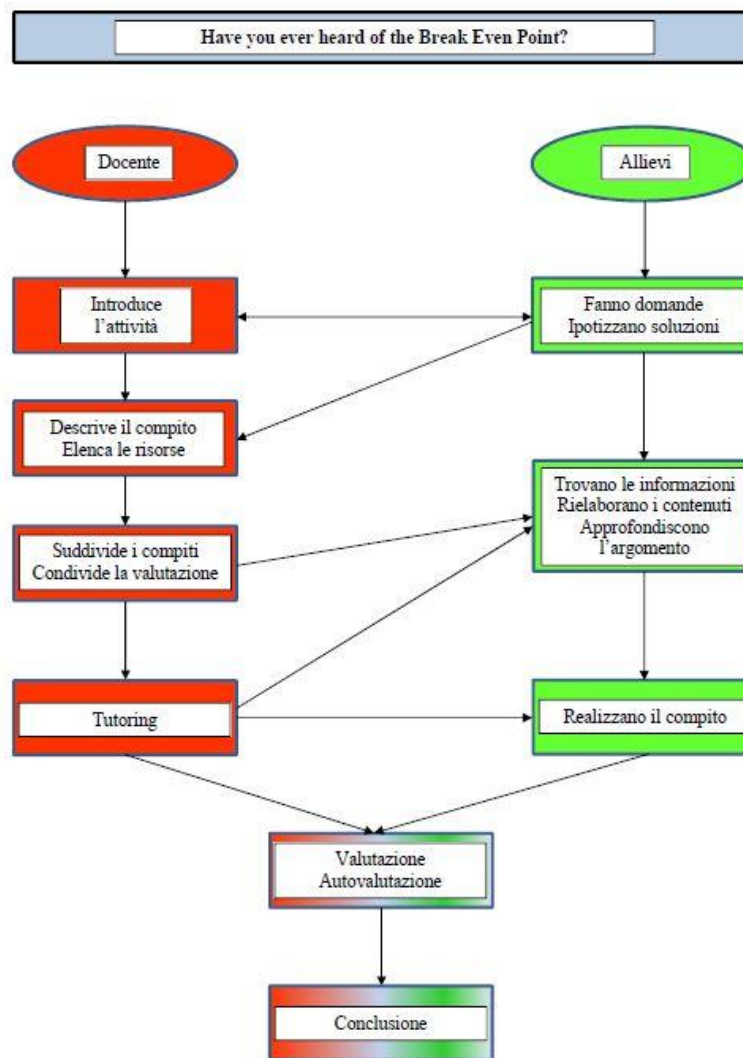 Have you ever heard of the Break Even Point?
Docente
Allievi
Introduce
l'attività
Fanno domande
Ipotizzano soluzioni
Descrive il compito
Elenca le risorse
Trovano le informazioni
Rielaborano i contenuti
Approfondiscono
l'argomento
Suddivide i compiti
Condivide la valutazione
Tutoring
Realizzano il compito
Valutazione
Autovalutazione
Conclusione